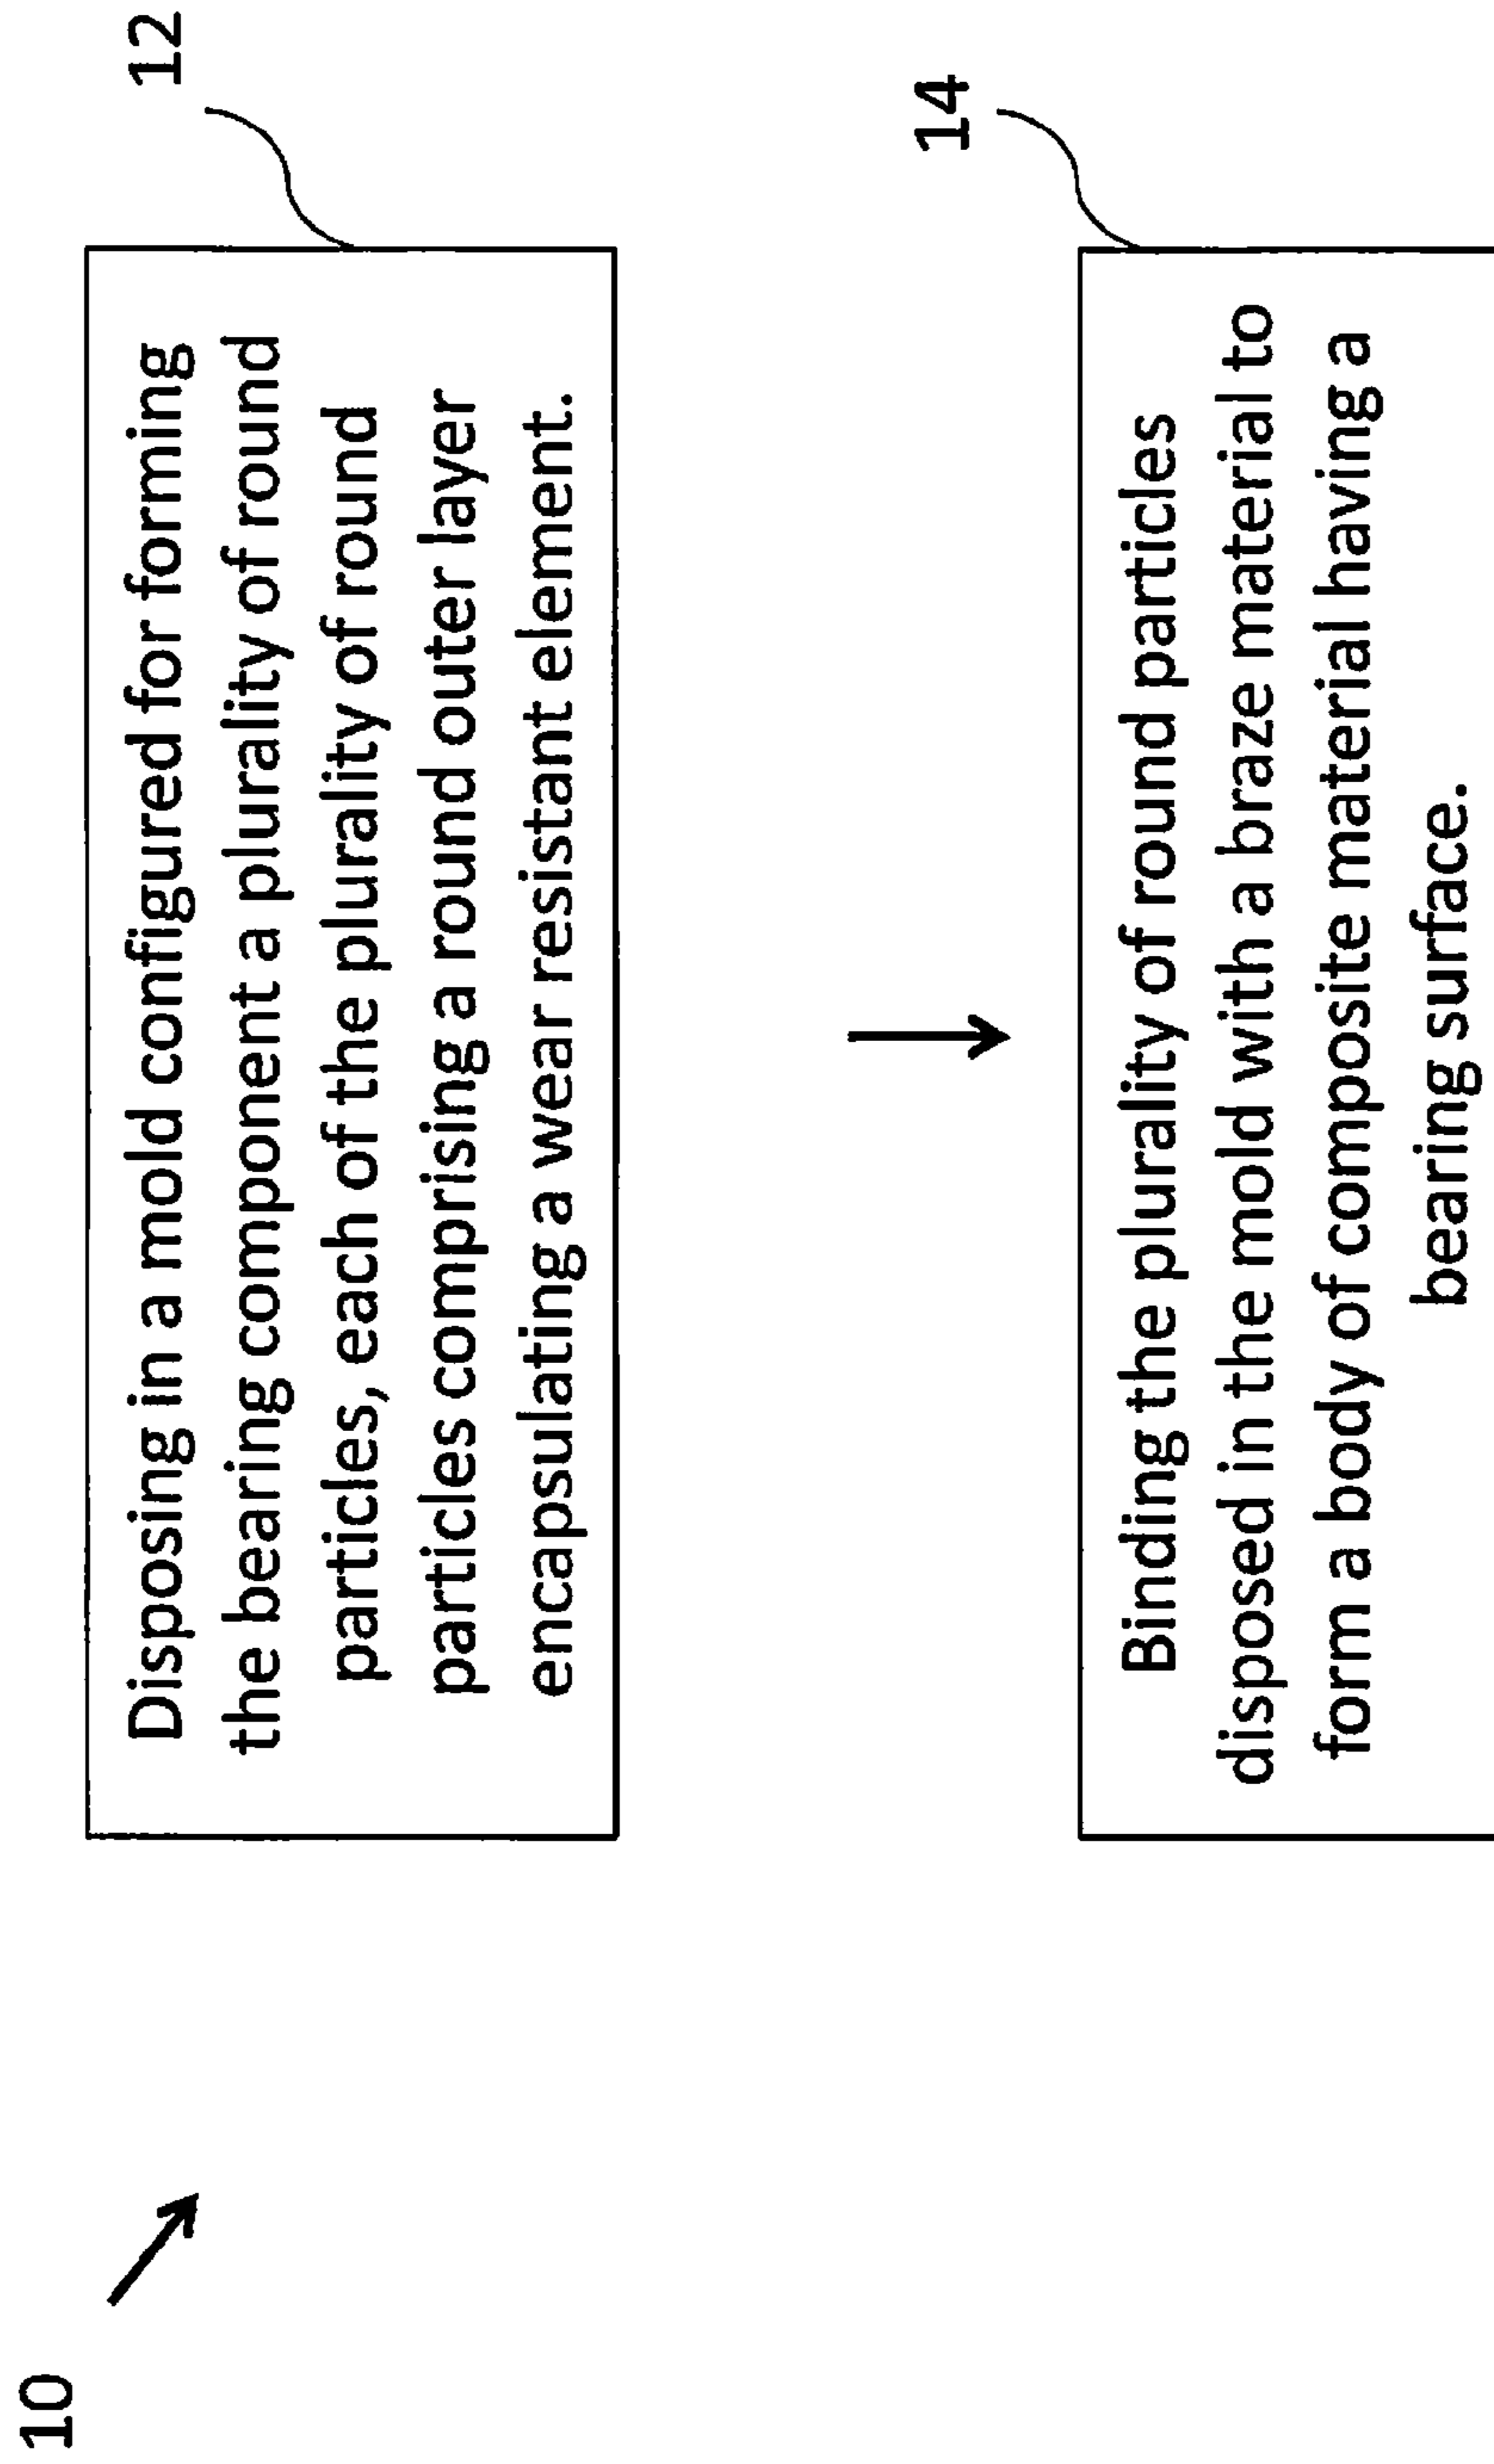 10
12
Disposing in a mold configured for forming
the bearing component a plurality of round
particles, each of the plurality of round
particles comprising a round outer layer
encapsulating a wear resistant element.
14
Binding the plurality of round particles
disposed in the mold with a braze material to
form a body of composite material having a
bearing surface.